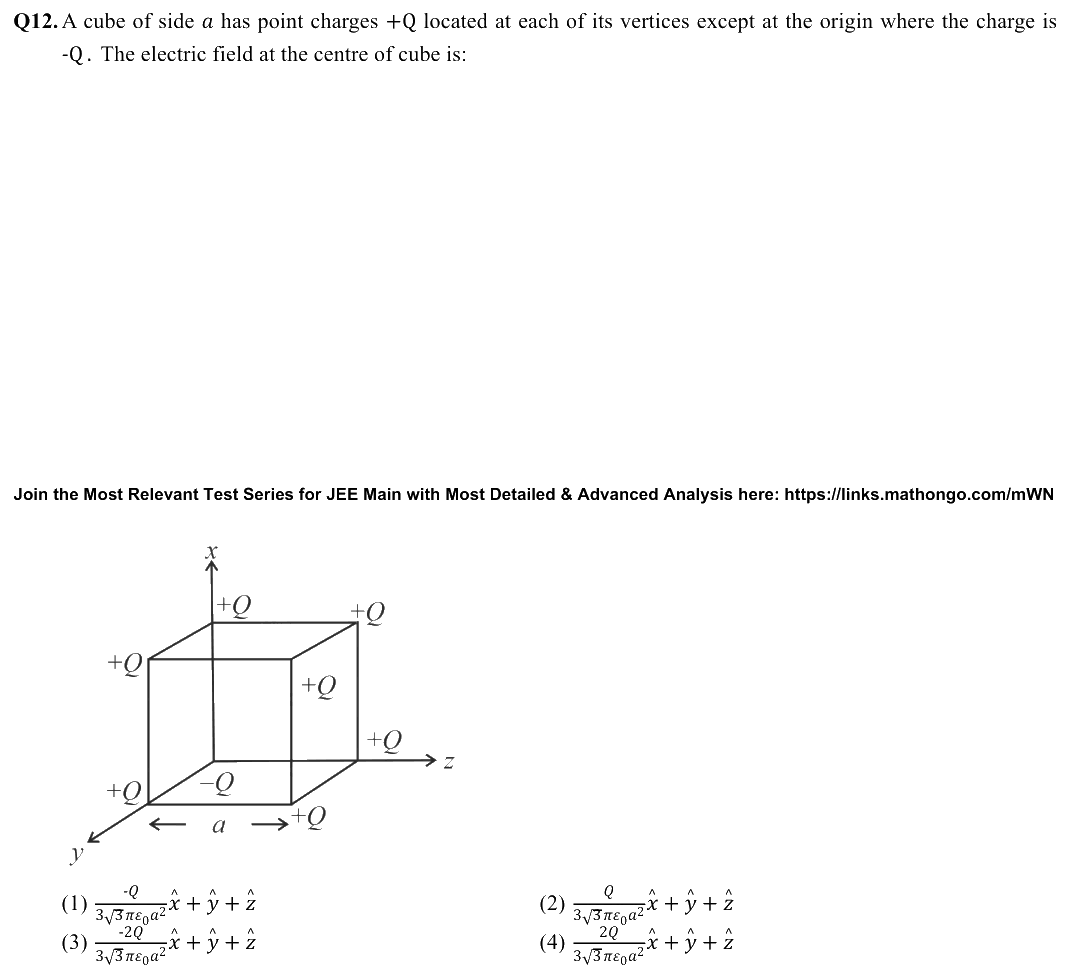 Q12. A cube of side a has point charges +Q located at each of its vertices except at the origin where the charge is
-Q. The electric field at the centre of cube is:
Join the Most Relevant Test Series for JEE Main with Most Detailed & Advanced Analysis here: https://links.mathongo.com/mWN
x
+Q
+Q
+Q
+Q
+Q
z
-Q
+Q
+Q
a
y
(1) -Q/(3√3πε₀a²) x̂ + ŷ + ẑ
(2) Q/(3√3πε₀a²) x̂ + ŷ + ẑ
(3) -2Q/(3√3πε₀a²) x̂ + ŷ + ẑ
(4) 2Q/(3√3πε₀a²) x̂ + ŷ + ẑ